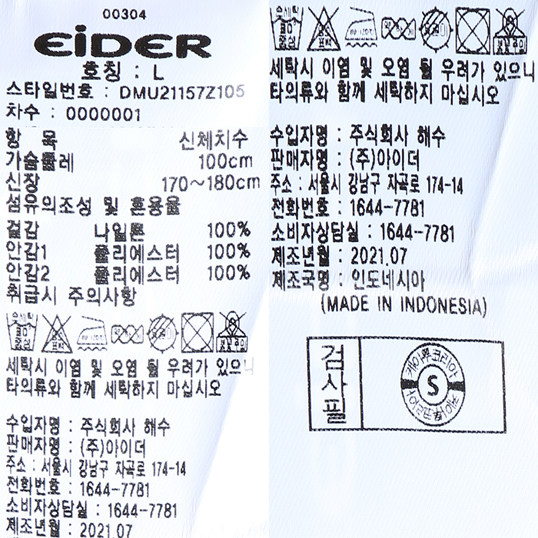 00304
EiDER
호칭 : L
스타일번호 : DMU21157Z105
차수 : 0000001
항 목 신체치수
가슴둘레 100cm
신장 170~180cm
섬유의조성 및 혼용율
겉감 나일론 100%
안감1 폴리에스터 100%
안감2 폴리에스터 100%
취급시 주의사항
세탁시 이염 및 오염 될 우려가 있으니
타의류와 함께 세탁하지 마십시오
수입자명 : 주식회사 해수
판매자명 : (주)아이더
주소 : 서울시 강남구 자곡로 174-14
전화번호 : 1644-7781
소비자상담실 : 1644-7781
제조년월 : 2021.07
세탁시 이염 및 오염 될 우려가 있으니
타의류와 함께 세탁하지 마십시오
수입자명 : 주식회사 해수
판매자명 : (주)아이더
주소 : 서울시 강남구 자곡로 174-14
전화번호 : 1644-7781
소비자상담실 : 1644-7781
제조년월 : 2021.07
제조국명 : 인도네시아
(MADE IN INDONESIA)
검사필
S